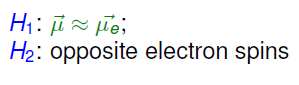 H₁: μ⃗ ≈ μ⃗ₑ;
H₂: opposite electron spins